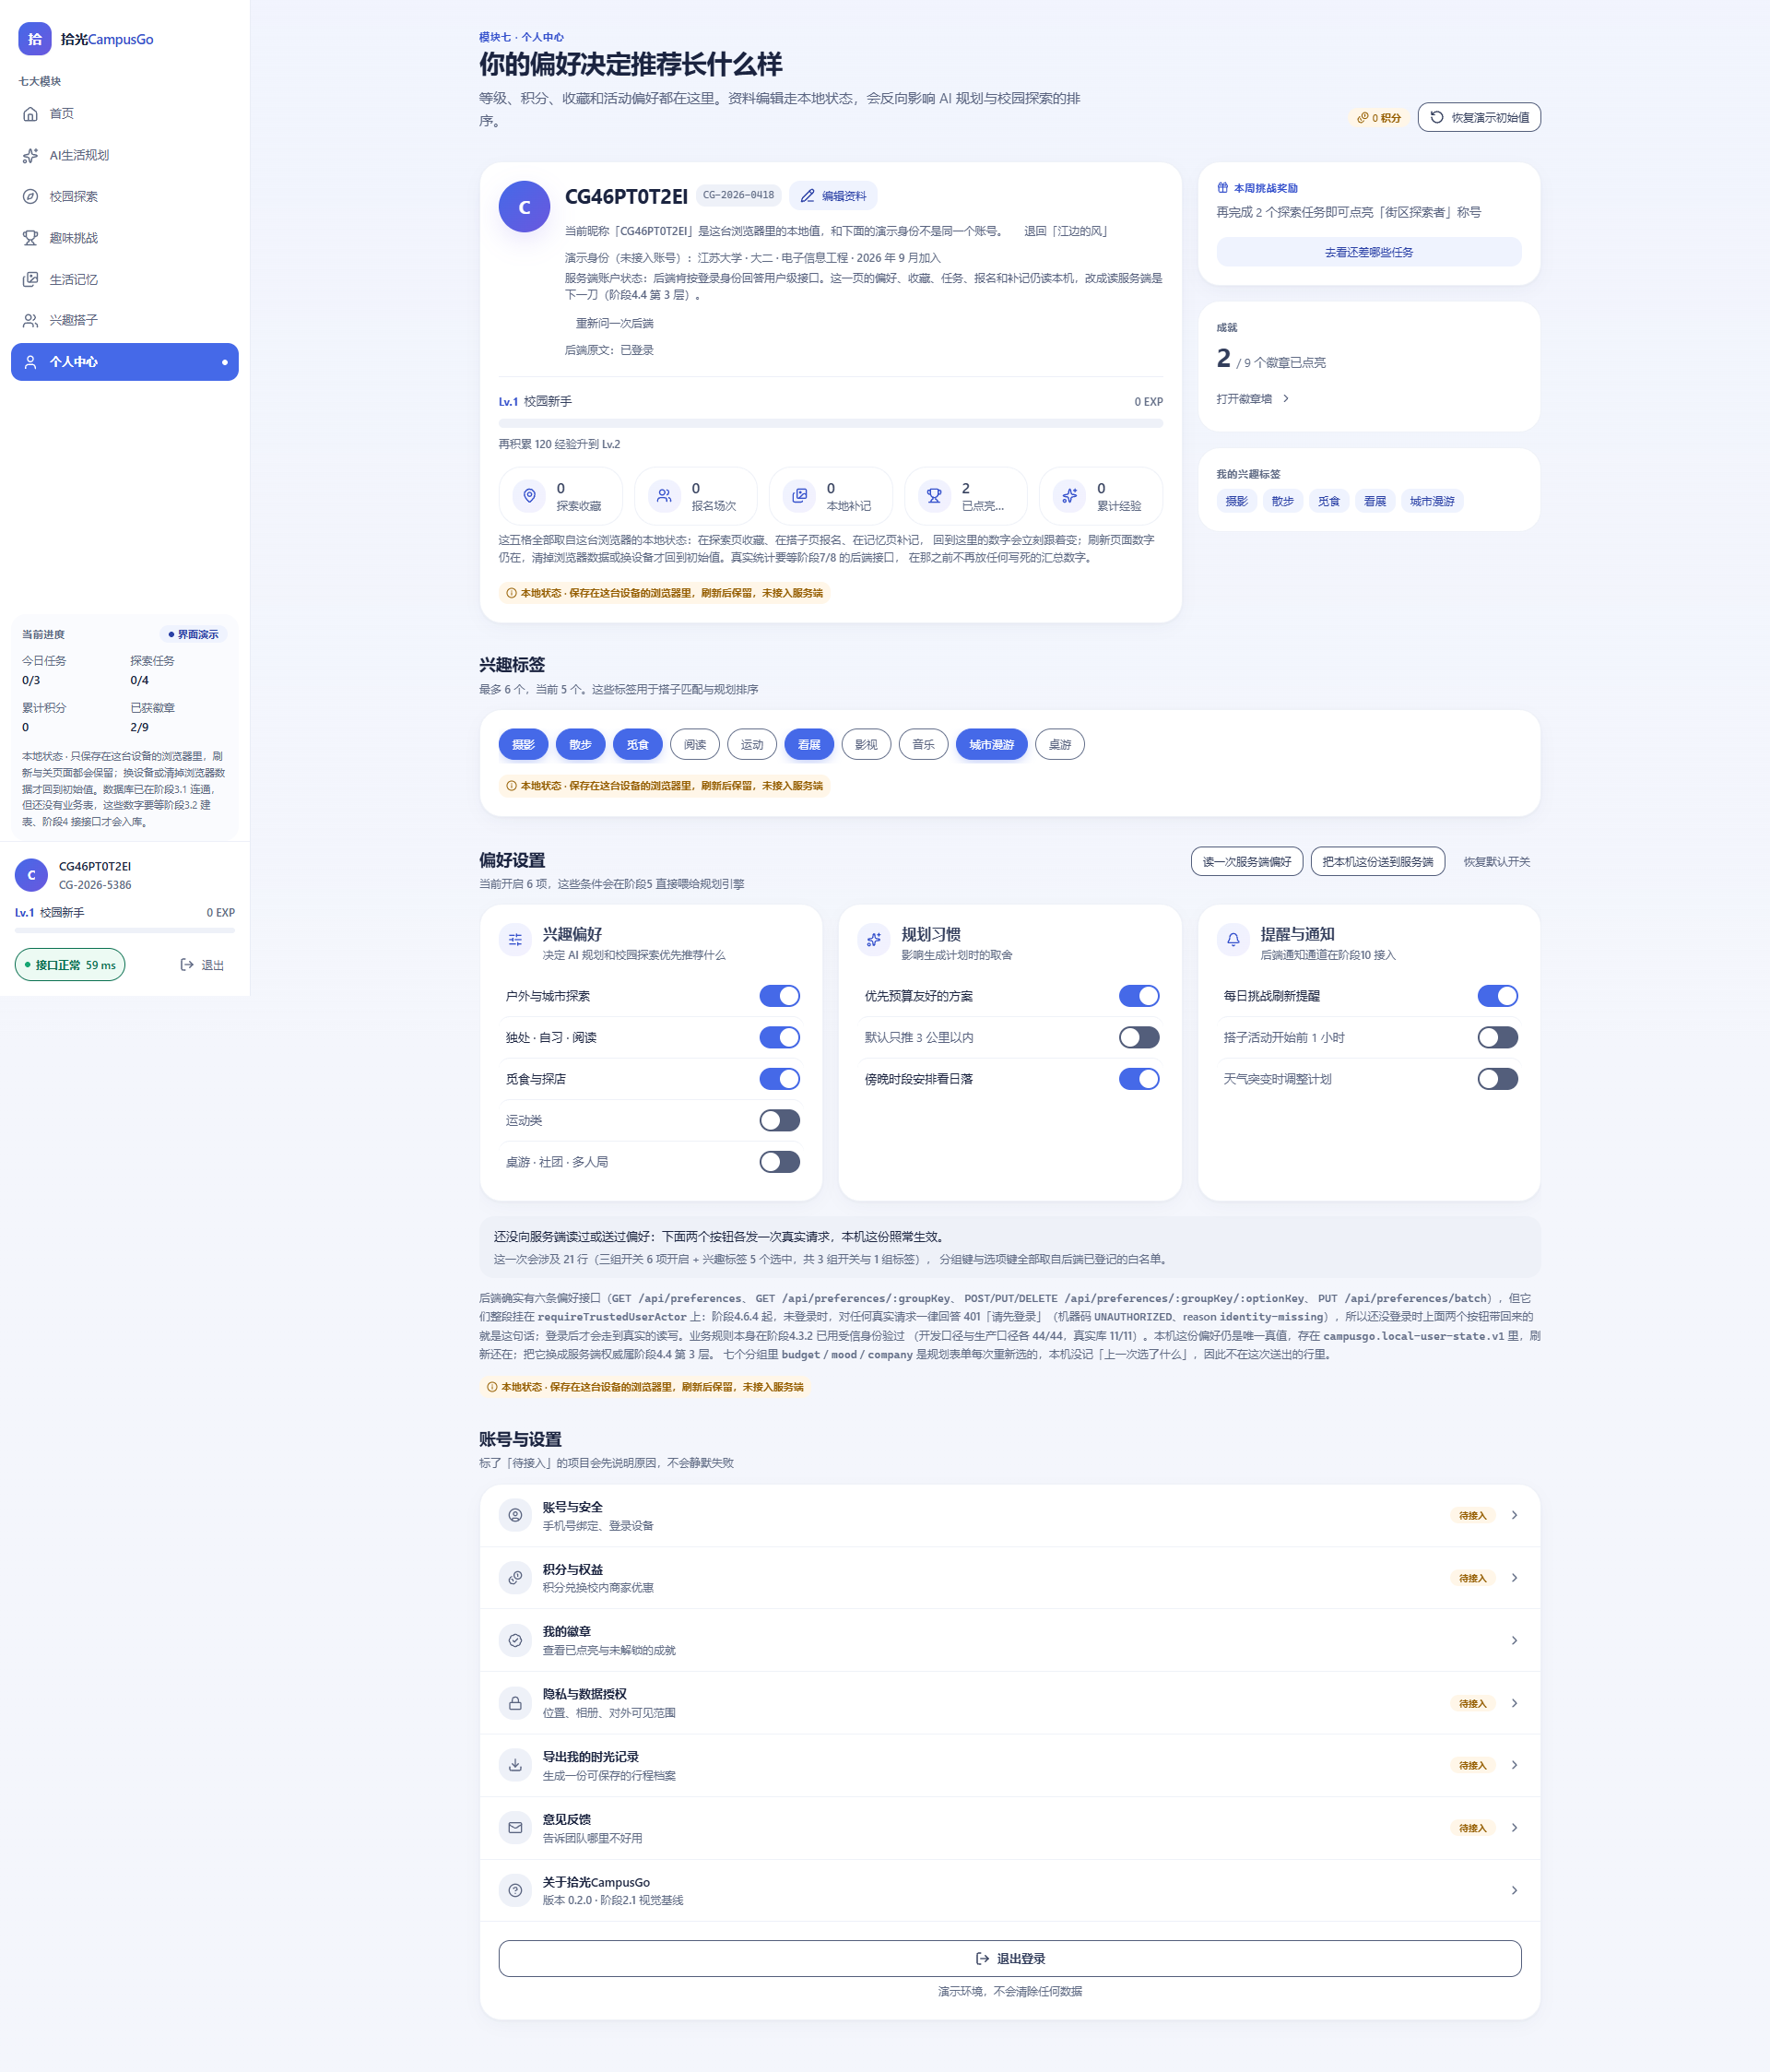 拾
拾光CampusGo
七大模块
首页
AI生活规划
校园探索
趣味挑战
生活记忆
兴趣搭子
个人中心
当前进度
界面演示
今日任务
探索任务
0/3
0/4
累计积分
已获徽章
0
2/9
本地状态 · 只保存在这台设备的浏览器里，刷
新与关页面都会保留；换设备或清掉浏览器数
据才回到初始值。数据库已在阶段3.1 连通，
但还没有业务表，这些数字要等阶段3.2 建
表、阶段4 接接口才会入库。
C
CG46PT0T2EI
CG-2026-5386
Lv.1 校园新手
0 EXP
接口正常 59 ms
退出
模块七 · 个人中心
你的偏好决定推荐长什么样
等级、积分、收藏和活动偏好都在这里。资料编辑走本地状态，会反向影响 AI 规划与校园探索的排
序。
0 积分
恢复演示初始值
C
CG46PT0T2EI
CG-2026-0418
编辑资料
当前昵称「CG46PT0T2EI」是这台浏览器里的本地值，和下面的演示身份不是同一个账号。
退回「江边的风」
演示身份（未接入账号）：江苏大学 · 大二 · 电子信息工程 · 2026 年 9 月加入
服务端账户状态：后端肯按登录身份回答用户级接口。这一页的偏好、收藏、任务、报名和补记仍读本机，改成读服务端是
下一刀（阶段4.4 第 3 层）。
重新问一次后端
后端原文：已登录
Lv.1 校园新手
0 EXP
再积累 120 经验升到 Lv.2
0
探索收藏
0
报名场次
0
本地补记
2
已点亮...
0
累计经验
这五格全部取自这台浏览器的本地状态：在探索页收藏、在搭子页报名、在记忆页补记， 回到这里的数字会立刻跟着变；刷新页面数字
仍在，清掉浏览器数据或换设备才回到初始值。真实统计要等阶段7/8 的后端接口， 在那之前不再放任何写死的汇总数字。
本地状态 · 保存在这台设备的浏览器里，刷新后保留，未接入服务端
本周挑战奖励
再完成 2 个探索任务即可点亮「街区探索者」称号
去看还差哪些任务
成就
2 / 9 个徽章已点亮
打开徽章墙
我的兴趣标签
摄影
散步
觅食
看展
城市漫游
兴趣标签
最多 6 个，当前 5 个。这些标签用于搭子匹配与规划排序
摄影
散步
觅食
阅读
运动
看展
影视
音乐
城市漫游
桌游
本地状态 · 保存在这台设备的浏览器里，刷新后保留，未接入服务端
偏好设置
当前开启 6 项，这些条件会在阶段5 直接喂给规划引擎
读一次服务端偏好
把本机这份送到服务端
恢复默认开关
兴趣偏好
决定 AI 规划和校园探索优先推荐什么
户外与城市探索
独处 · 自习 · 阅读
觅食与探店
运动类
桌游 · 社团 · 多人局
规划习惯
影响生成计划时的取舍
优先预算友好的方案
默认只推 3 公里以内
傍晚时段安排看日落
提醒与通知
后端通知通道在阶段10 接入
每日挑战刷新提醒
搭子活动开始前 1 小时
天气突变时调整计划
还没向服务端读过或送过偏好：下面两个按钮各发一次真实请求，本机这份照常生效。
这一次会涉及 21 行（三组开关 6 项开启 + 兴趣标签 5 个选中，共 3 组开关与 1 组标签）， 分组键与选项键全部取自后端已登记的白名单。
后端确实有六条偏好接口（GET /api/preferences、 GET /api/preferences/:groupKey、 POST/PUT/DELETE /api/preferences/:groupKey/:optionKey、 PUT /api/preferences/batch），但它
们整段挂在 requireTrustedUserActor 上：阶段4.6.4 起，未登录时，对任何真实请求一律回答 401「请先登录」（机器码 UNAUTHORIZED、reason identity-missing），所以还没登录时上面两个按钮带回来的
就是这句话；登录后才会走到真实的读写。业务规则本身在阶段4.3.2 已用受信身份验过 （开发口径与生产口径各 44/44，真实库 11/11）。本机这份偏好仍是唯一真值，存在 campusgo.local-user-state.v1 里，刷
新还在；把它换成服务端权威属阶段4.4 第 3 层。 七个分组里 budget / mood / company 是规划表单每次重新选的，本机没记「上一次选了什么」，因此不在这次送出的行里。
本地状态 · 保存在这台设备的浏览器里，刷新后保留，未接入服务端
账号与设置
标了「待接入」的项目会先说明原因，不会静默失败
账号与安全
手机号绑定、登录设备
待接入
积分与权益
积分兑换校内商家优惠
待接入
我的徽章
查看已点亮与未解锁的成就
隐私与数据授权
位置、相册、对外可见范围
待接入
导出我的时光记录
生成一份可保存的行程档案
待接入
意见反馈
告诉团队哪里不好用
待接入
关于拾光CampusGo
版本 0.2.0 · 阶段2.1 视觉基线
退出登录
演示环境，不会清除任何数据